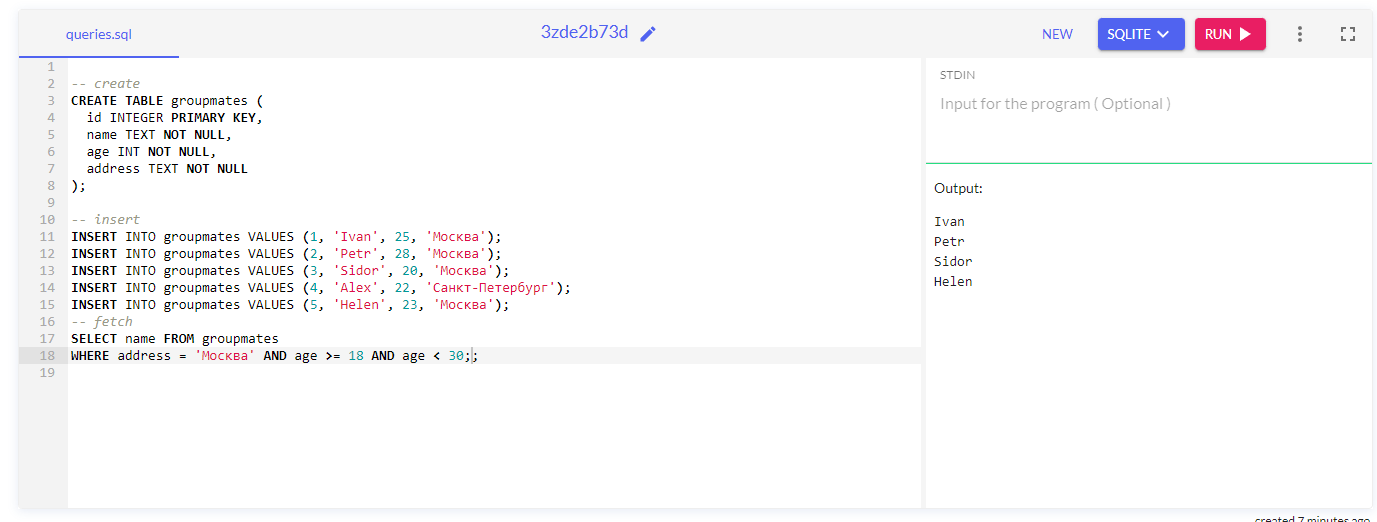 queries.sql
3zde2b73d
NEW
SQLITE
RUN
1
2 -- create
3 CREATE TABLE groupmates (
4   id INTEGER PRIMARY KEY,
5   name TEXT NOT NULL,
6   age INT NOT NULL,
7   address TEXT NOT NULL
8 );
9
10 -- insert
11 INSERT INTO groupmates VALUES (1, 'Ivan', 25, 'Москва');
12 INSERT INTO groupmates VALUES (2, 'Petr', 28, 'Москва');
13 INSERT INTO groupmates VALUES (3, 'Sidor', 20, 'Москва');
14 INSERT INTO groupmates VALUES (4, 'Alex', 22, 'Санкт-Петербург');
15 INSERT INTO groupmates VALUES (5, 'Helen', 23, 'Москва');
16 -- fetch
17 SELECT name FROM groupmates
18 WHERE address = 'Москва' AND age >= 18 AND age < 30;;
19
STDIN
Input for the program ( Optional )
Output:
Ivan
Petr
Sidor
Helen
created 7 minutes ago